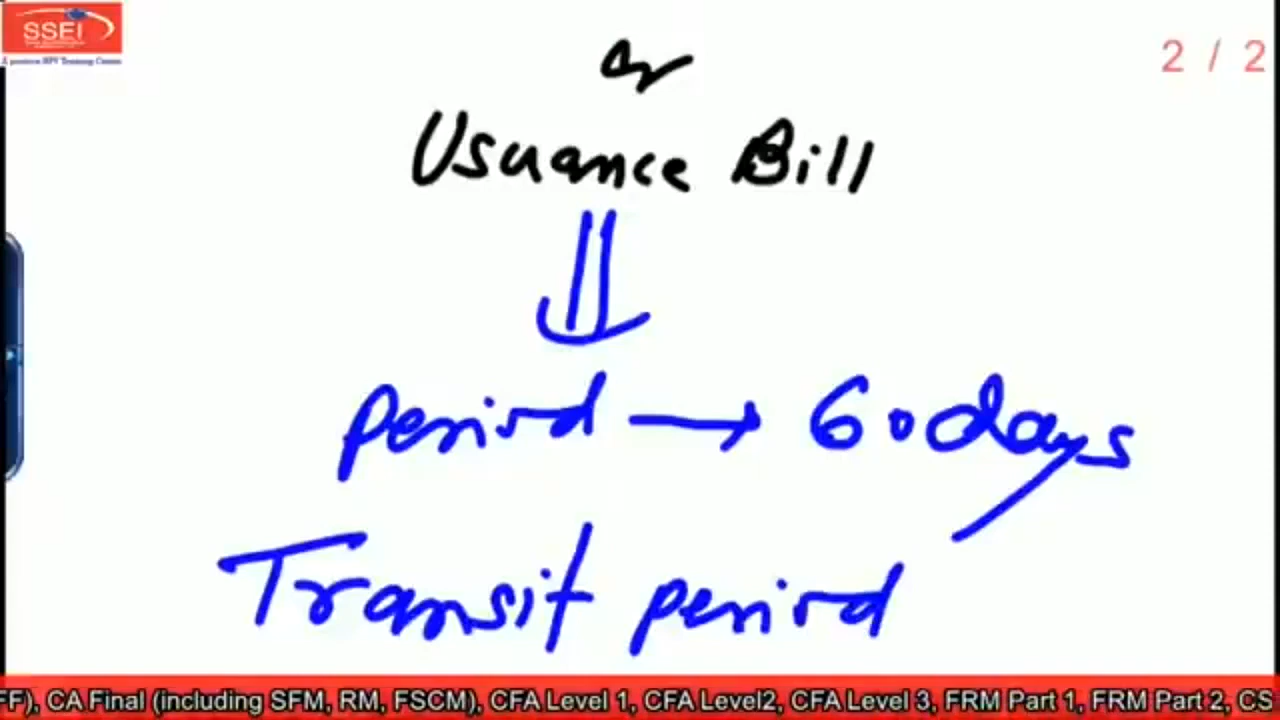 SSEI
2 / 2
or
Usuance Bill
Period → 60 days
Transit period
FF), CA Final (including SFM, RM, FSCM), CFA Level 1, CFA Level2, CFA Level 3, FRM Part 1, FRM Part 2, CS